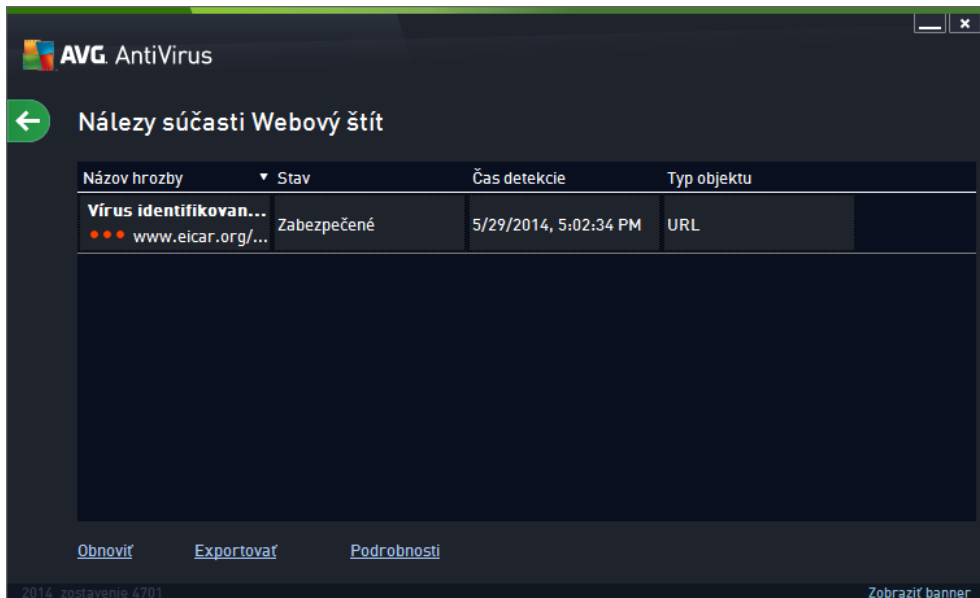 AVG. AntiVirus
Nálezy súčasti Webový štít
Názov hrozby Stav Čas detekcie Typ objektu
Vírus identifikovan...
www.eicar.org/... Zabezpečené 5/29/2014, 5:02:34 PM URL
Obnoviť Exportovať Podrobnosti
2014 zostavenie 4701 Zobraziť banner